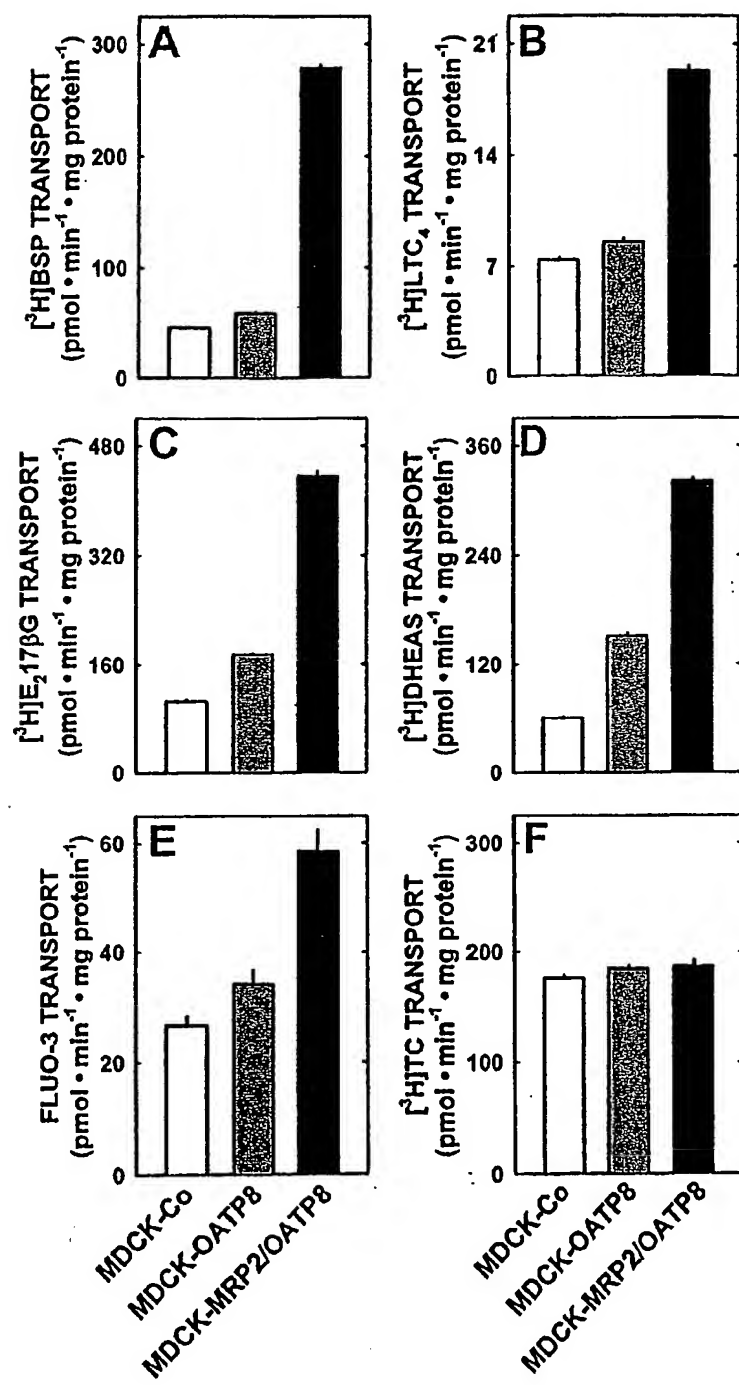 A
[³H]BSP TRANSPORT
(pmol • min⁻¹ • mg protein⁻¹)
300
200
100
0
B
[³H]LTC₄ TRANSPORT
(pmol • min⁻¹ • mg protein⁻¹)
21
14
7
0
C
[³H]E₂17βG TRANSPORT
(pmol • min⁻¹ • mg protein⁻¹)
480
320
160
0
D
[³H]DHEAS TRANSPORT
(pmol • min⁻¹ • mg protein⁻¹)
360
240
120
0
E
FLUO-3 TRANSPORT
(pmol • min⁻¹ • mg protein⁻¹)
60
40
20
0
F
[³H]TC TRANSPORT
(pmol • min⁻¹ • mg protein⁻¹)
300
200
100
0
MDCK-Co
MDCK-OATP8
MDCK-MRP2/OATP8
MDCK-Co
MDCK-OATP8
MDCK-MRP2/OATP8